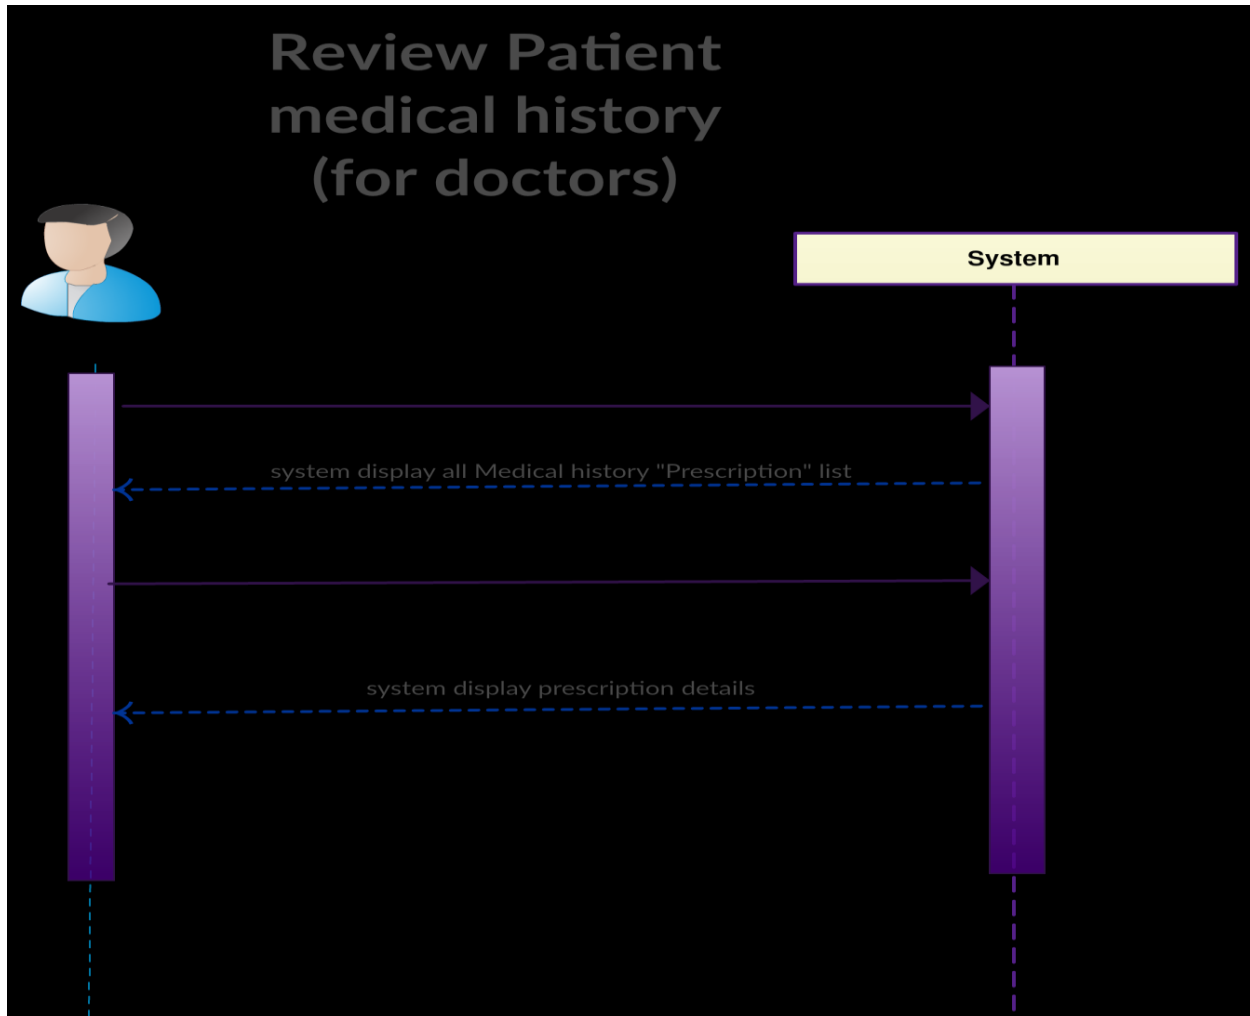 Review Patient
medical history
(for doctors)
System
system display all Medical history "Prescription" list
system display prescription details